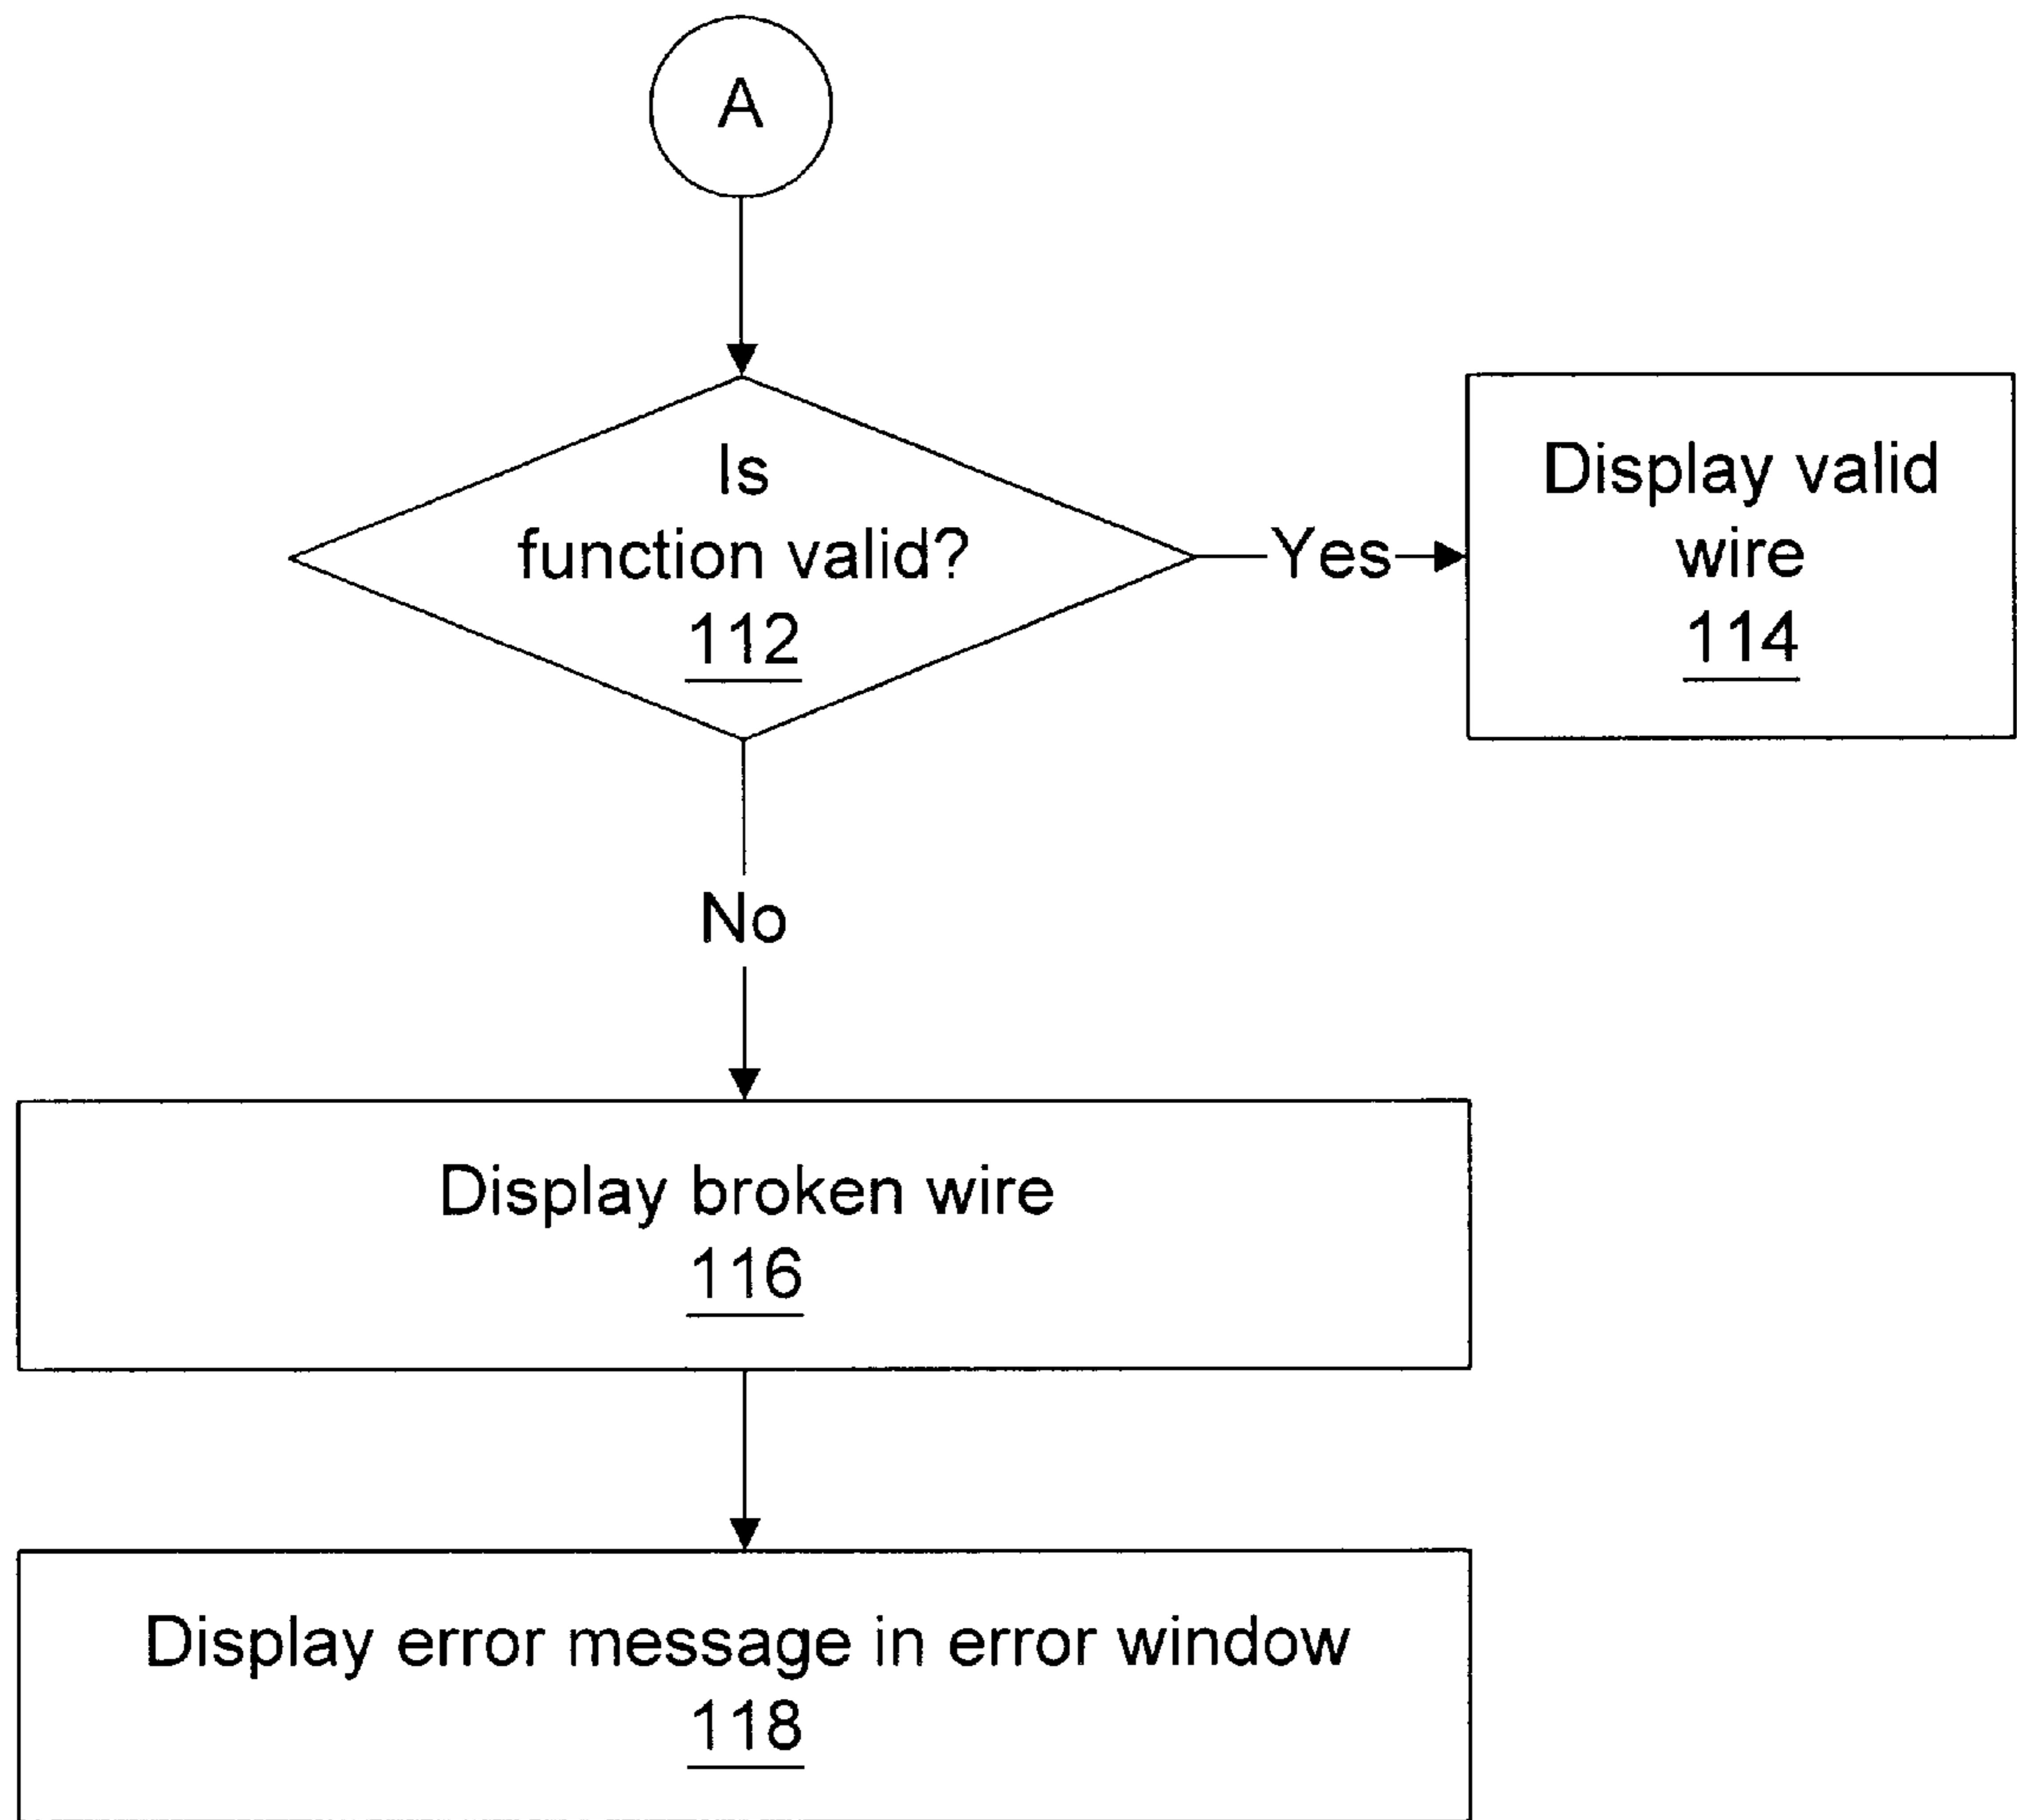 A
Is
function valid?
112
Yes
Display valid
wire
114
No
Display broken wire
116
Display error message in error window
118